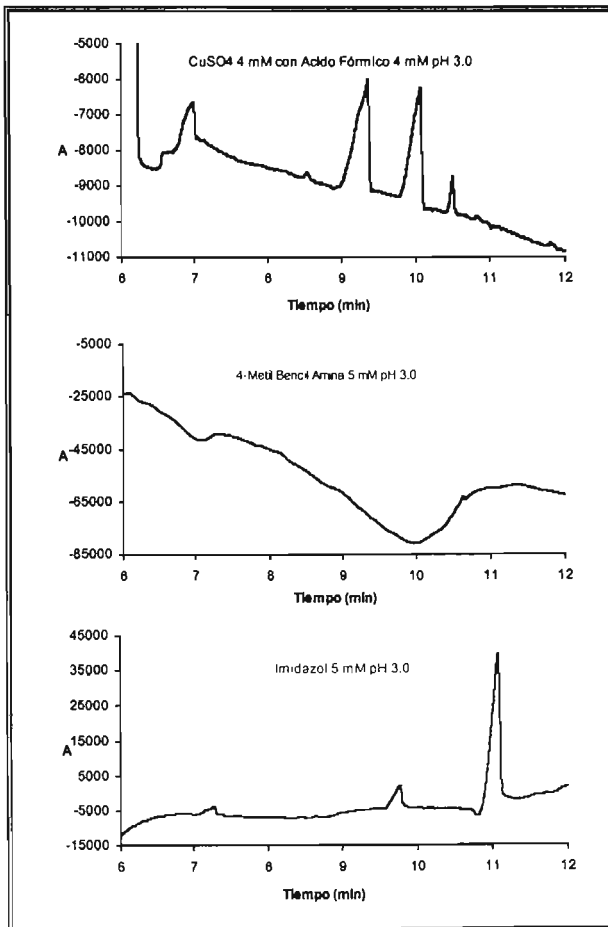 CuSO4 4 mM con Acido Fórmico 4 mM pH 3.0
-5000
-6000
-7000
-8000
-9000
-10000
-11000
A
6 7 8 9 10 11 12
Tiempo (min)
4-Metil Bencil Amina 5 mM pH 3.0
-5000
-25000
-45000
-65000
-85000
A
6 7 8 9 10 11 12
Tiempo (min)
Imidazol 5 mM pH 3.0
45000
35000
25000
15000
5000
-5000
-15000
A
6 7 8 9 10 11 12
Tiempo (min)